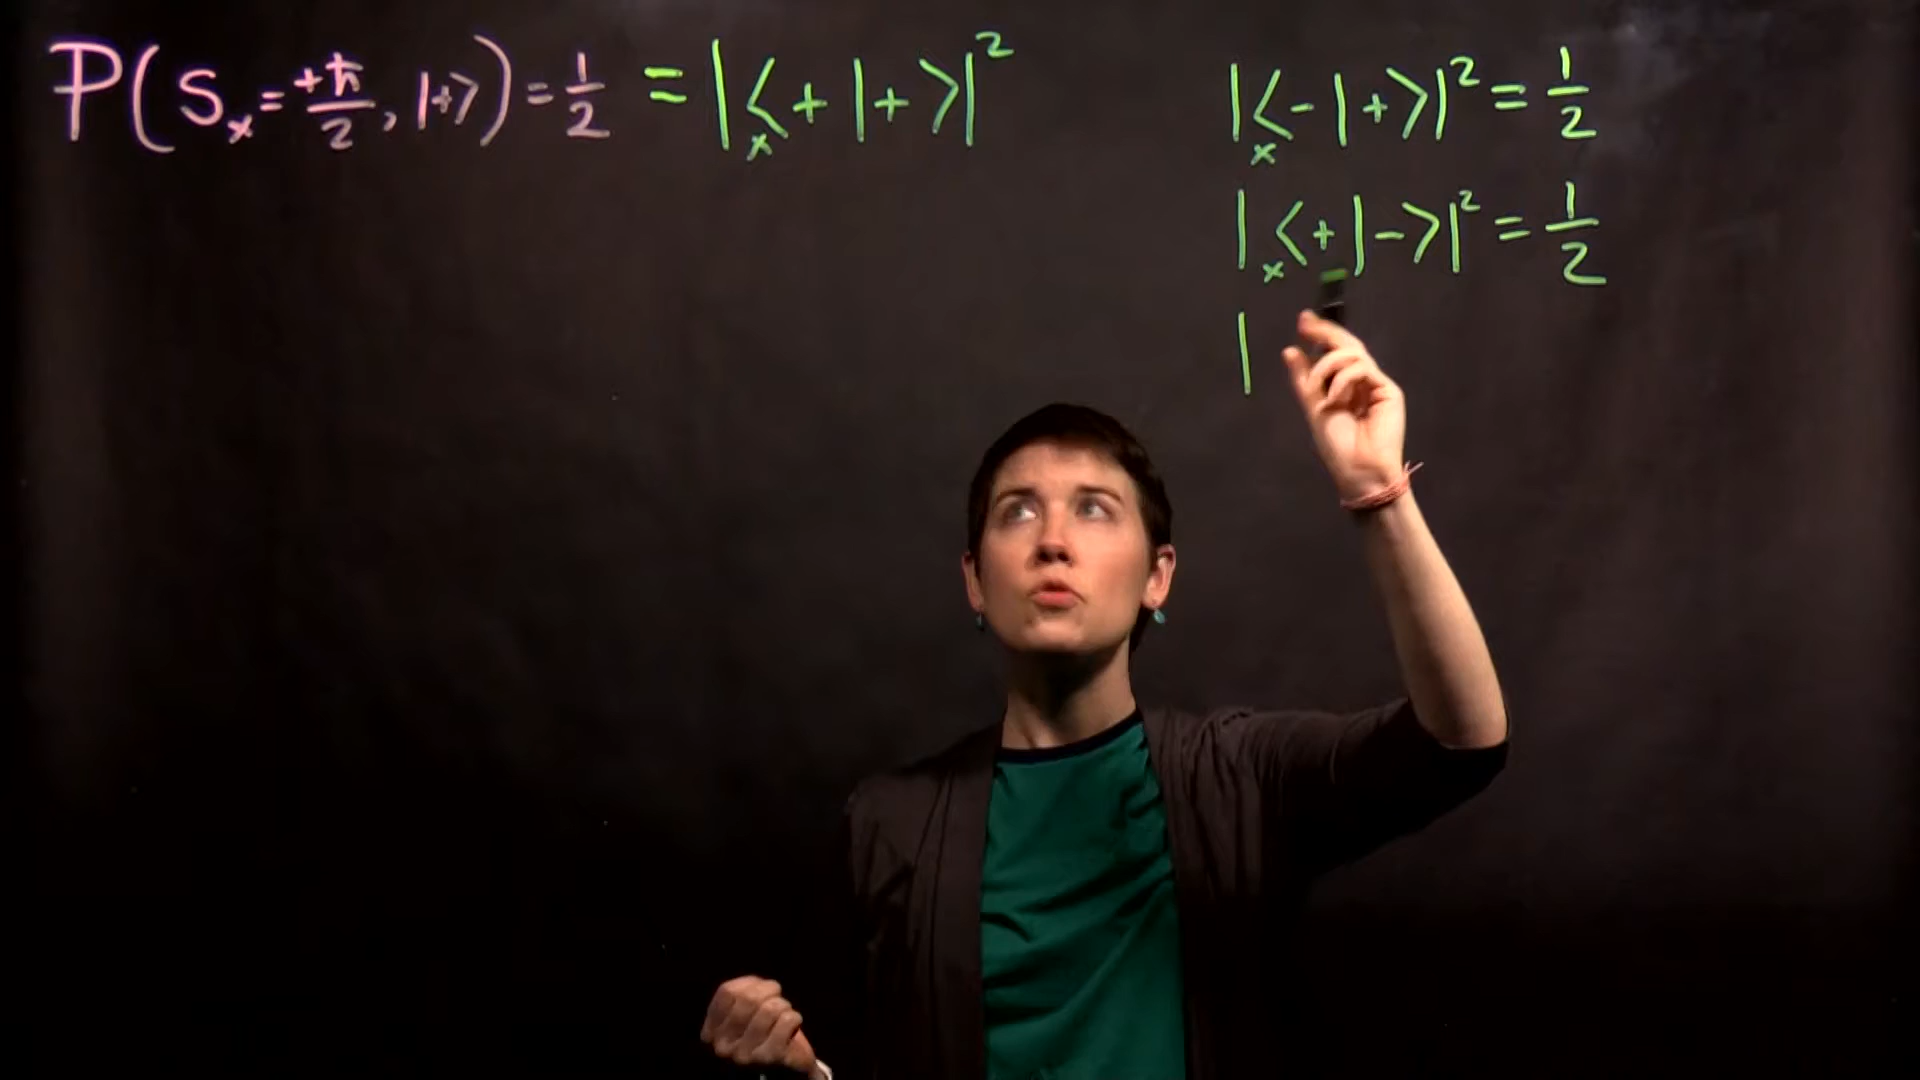 P(Sₓ = +ħ/2, |+⟩) = 1/2 = |ₓ⟨+|+⟩|²
|ₓ⟨-|+⟩|² = 1/2
|ₓ⟨+|-⟩|² = 1/2
|